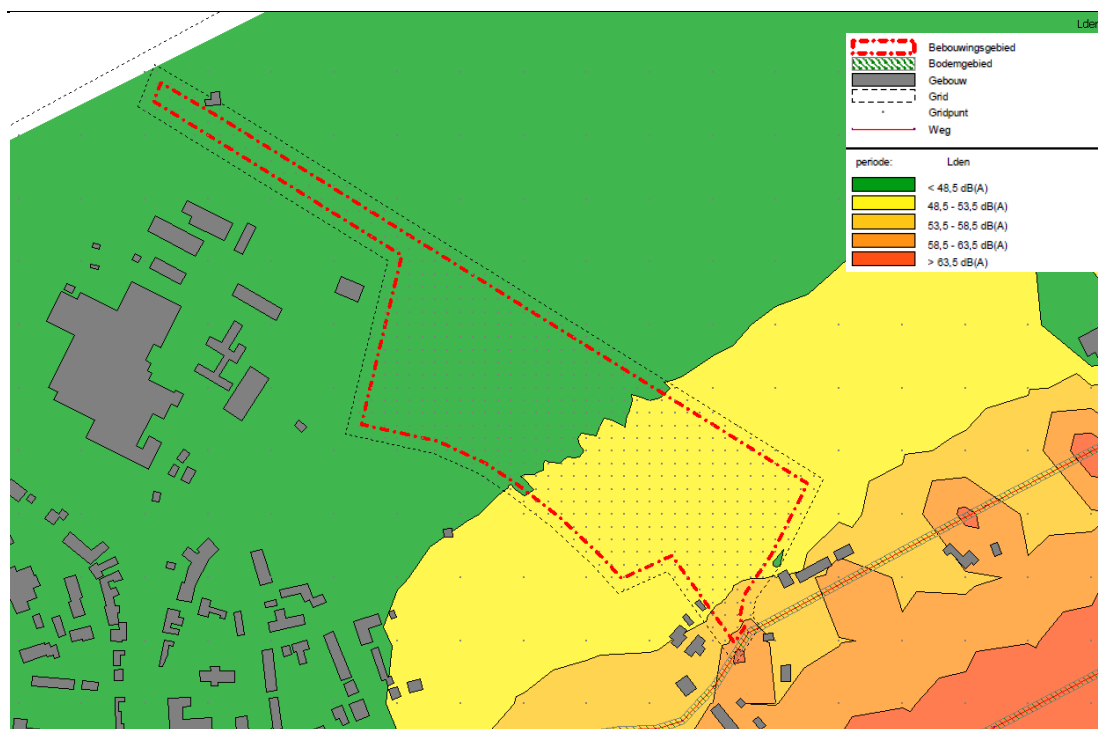 Lden
Bebouwingsgebied
Bodemgebied
Gebouw
Grid
Gridpunt
Weg
periode: Lden
< 48,5 dB(A)
48,5 - 53,5 dB(A)
53,5 - 58,5 dB(A)
58,5 - 63,5 dB(A)
> 63,5 dB(A)